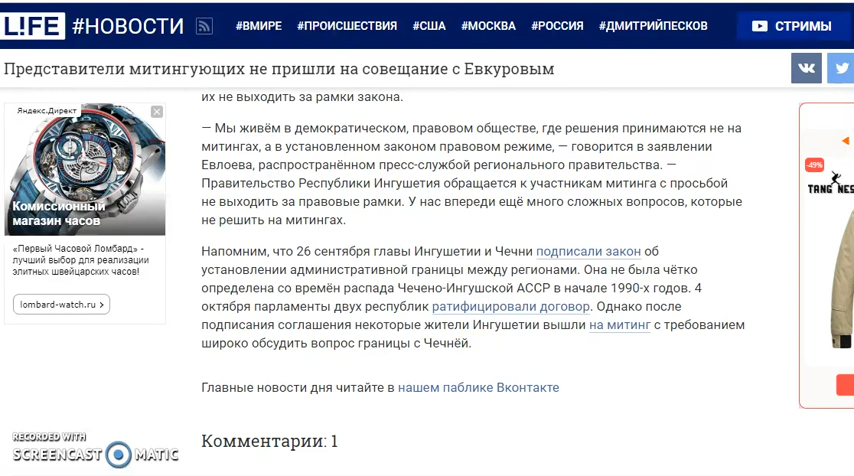 L!FE #НОВОСТИ #ВМИРЕ #ПРОИСШЕСТВИЯ #США #МОСКВА #РОССИЯ #ДМИТРИЙПЕСКОВ СТРИМЫ
Представители митингующих не пришли на совещание с Евкуровым
их не выходить за рамки закона.
— Мы живём в демократическом, правовом обществе, где решения принимаются не на
митингах, а в установленном законом правовом режиме, — говорится в заявлении
Евлоева, распространённом пресс-службой регионального правительства. —
Правительство Республики Ингушетия обращается к участникам митинга с просьбой
не выходить за правовые рамки. У нас впереди ещё много сложных вопросов, которые
не решить на митингах.
Напомним, что 26 сентября главы Ингушетии и Чечни подписали закон об
установлении административной границы между регионами. Она не была чётко
определена со времён распада Чечено-Ингушской АССР в начале 1990-х годов. 4
октября парламенты двух республик ратифицировали договор. Однако после
подписания соглашения некоторые жители Ингушетии вышли на митинг с требованием
широко обсудить вопрос границы с Чечнёй.
Главные новости дня читайте в нашем паблике Вконтакте
Комментарии: 1
Яндекс.Директ
Комиссионный
магазин часов
«Первый Часовой Ломбард» -
лучший выбор для реализации
элитных швейцарских часов!
lombard-watch.ru
-49%
RECORDED WITH
SCREENCAST MATIC